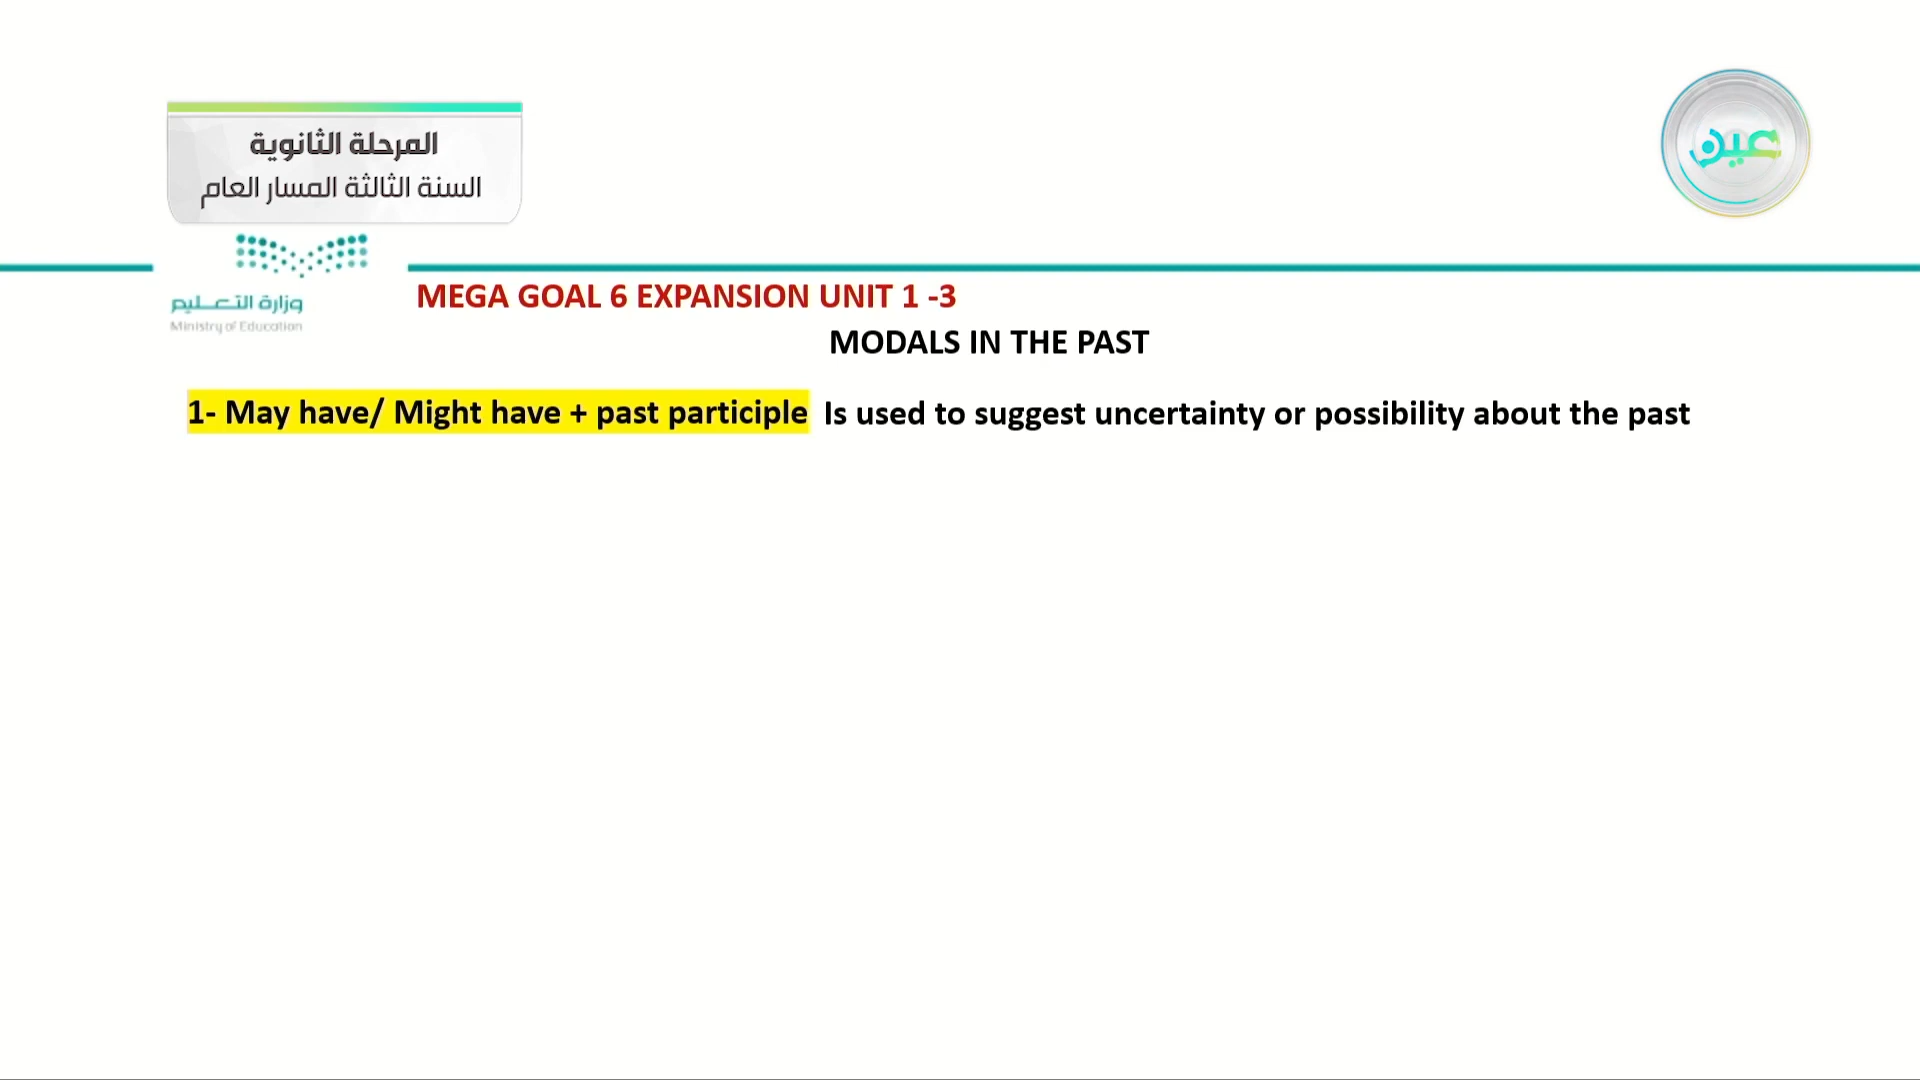 المرحلة الثانوية
السنة الثالثة المسار العام
عين
وزارة التعليم
Ministry of Education
MEGA GOAL 6 EXPANSION UNIT 1 -3
MODALS IN THE PAST
1- May have/ Might have + past participle Is used to suggest uncertainty or possibility about the past